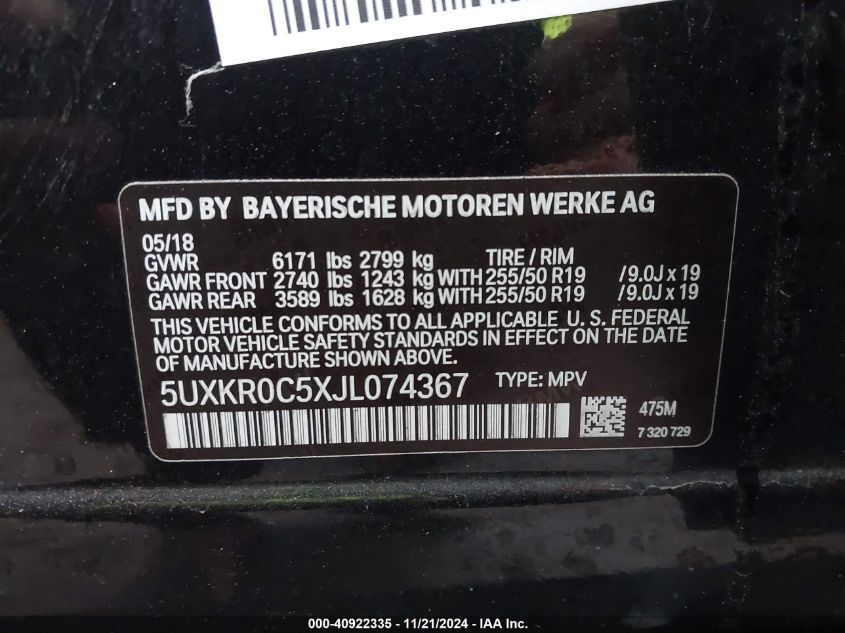 MFD BY BAYERISCHE MOTOREN WERKE AG
05/18
GVWR 6171 lbs 2799 kg TIRE / RIM
GAWR FRONT 2740 lbs 1243 kg WITH 255/50 R19 /9.0J x 19
GAWR REAR 3589 lbs 1628 kg WITH 255/50 R19 /9.0J x 19
THIS VEHICLE CONFORMS TO ALL APPLICABLE U. S. FEDERAL
MOTOR VEHICLE SAFETY STANDARDS IN EFFECT ON THE DATE
OF MANUFACTURE SHOWN ABOVE.
5UXKR0C5XJL074367 TYPE: MPV
475M
7 320 729
000-40922335 - 11/21/2024 - IAA Inc.